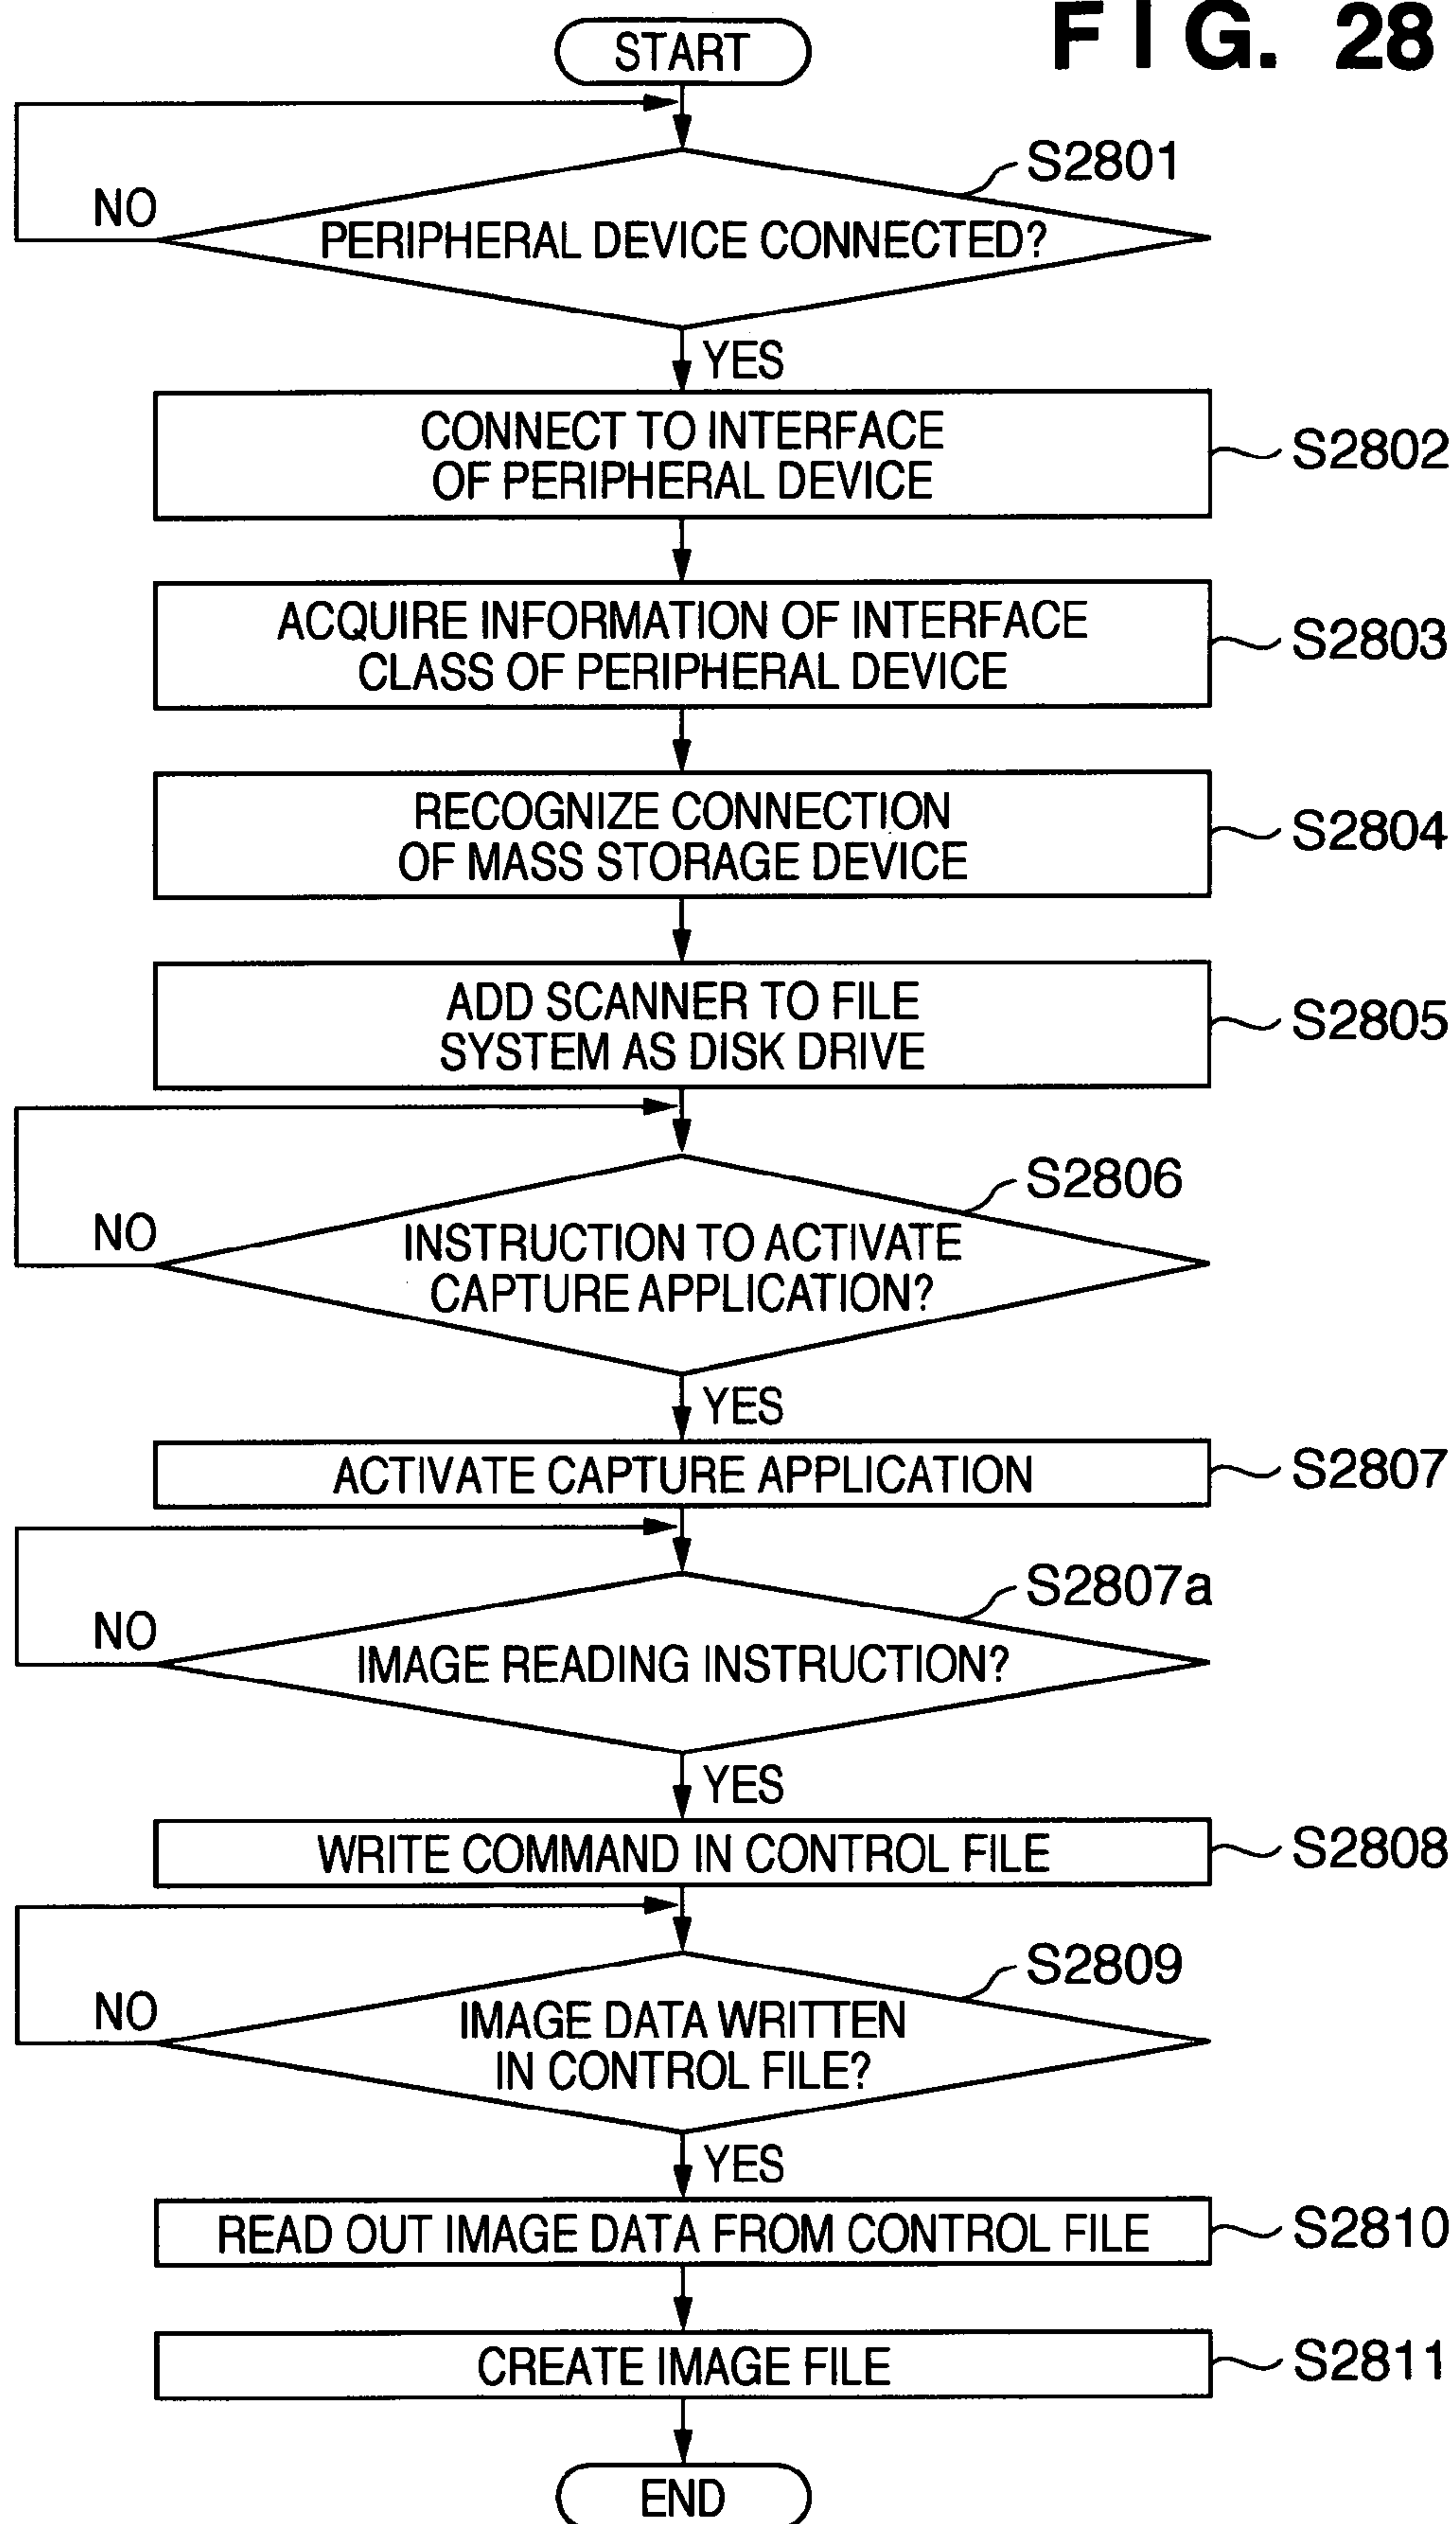 FIG. 28
START
S2801
NO
PERIPHERAL DEVICE CONNECTED?
YES
CONNECT TO INTERFACE
OF PERIPHERAL DEVICE
S2802
ACQUIRE INFORMATION OF INTERFACE
CLASS OF PERIPHERAL DEVICE
S2803
RECOGNIZE CONNECTION
OF MASS STORAGE DEVICE
S2804
ADD SCANNER TO FILE
SYSTEM AS DISK DRIVE
S2805
S2806
NO
INSTRUCTION TO ACTIVATE
CAPTURE APPLICATION?
YES
ACTIVATE CAPTURE APPLICATION
S2807
S2807a
NO
IMAGE READING INSTRUCTION?
YES
WRITE COMMAND IN CONTROL FILE
S2808
S2809
NO
IMAGE DATA WRITTEN
IN CONTROL FILE?
YES
READ OUT IMAGE DATA FROM CONTROL FILE
S2810
CREATE IMAGE FILE
S2811
END